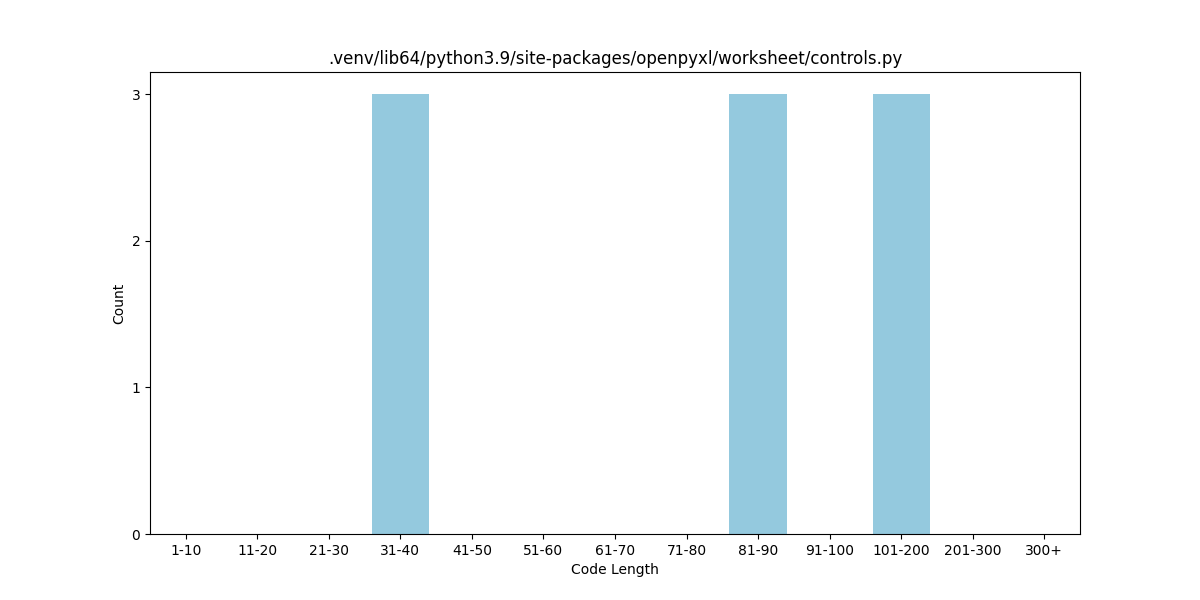 .venv/lib64/python3.9/site-packages/openpyxl/worksheet/controls.py
3
2
1
0
Count
1-10 11-20 21-30 31-40 41-50 51-60 61-70 71-80 81-90 91-100 101-200 201-300 300+
Code Length